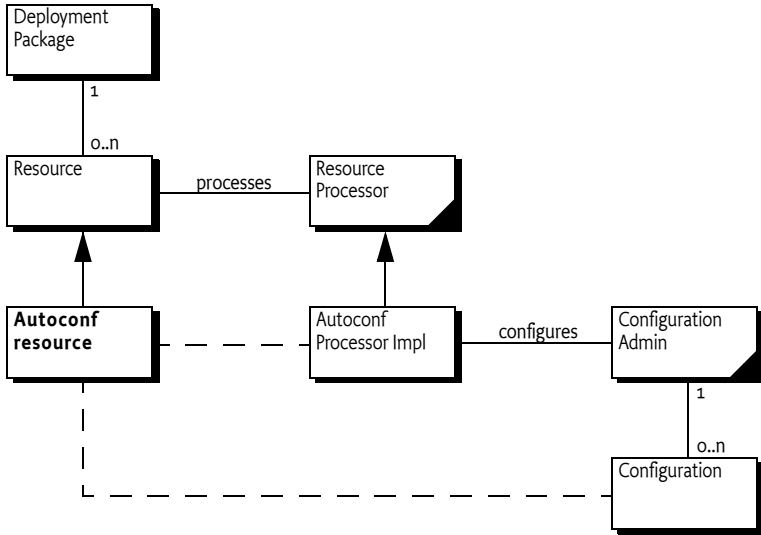 Deployment
Package
1
0..n
Resource
processes
Resource
Processor
Autoconf
resource
Autoconf
Processor Impl
configures
Configuration
Admin
1
0..n
Configuration